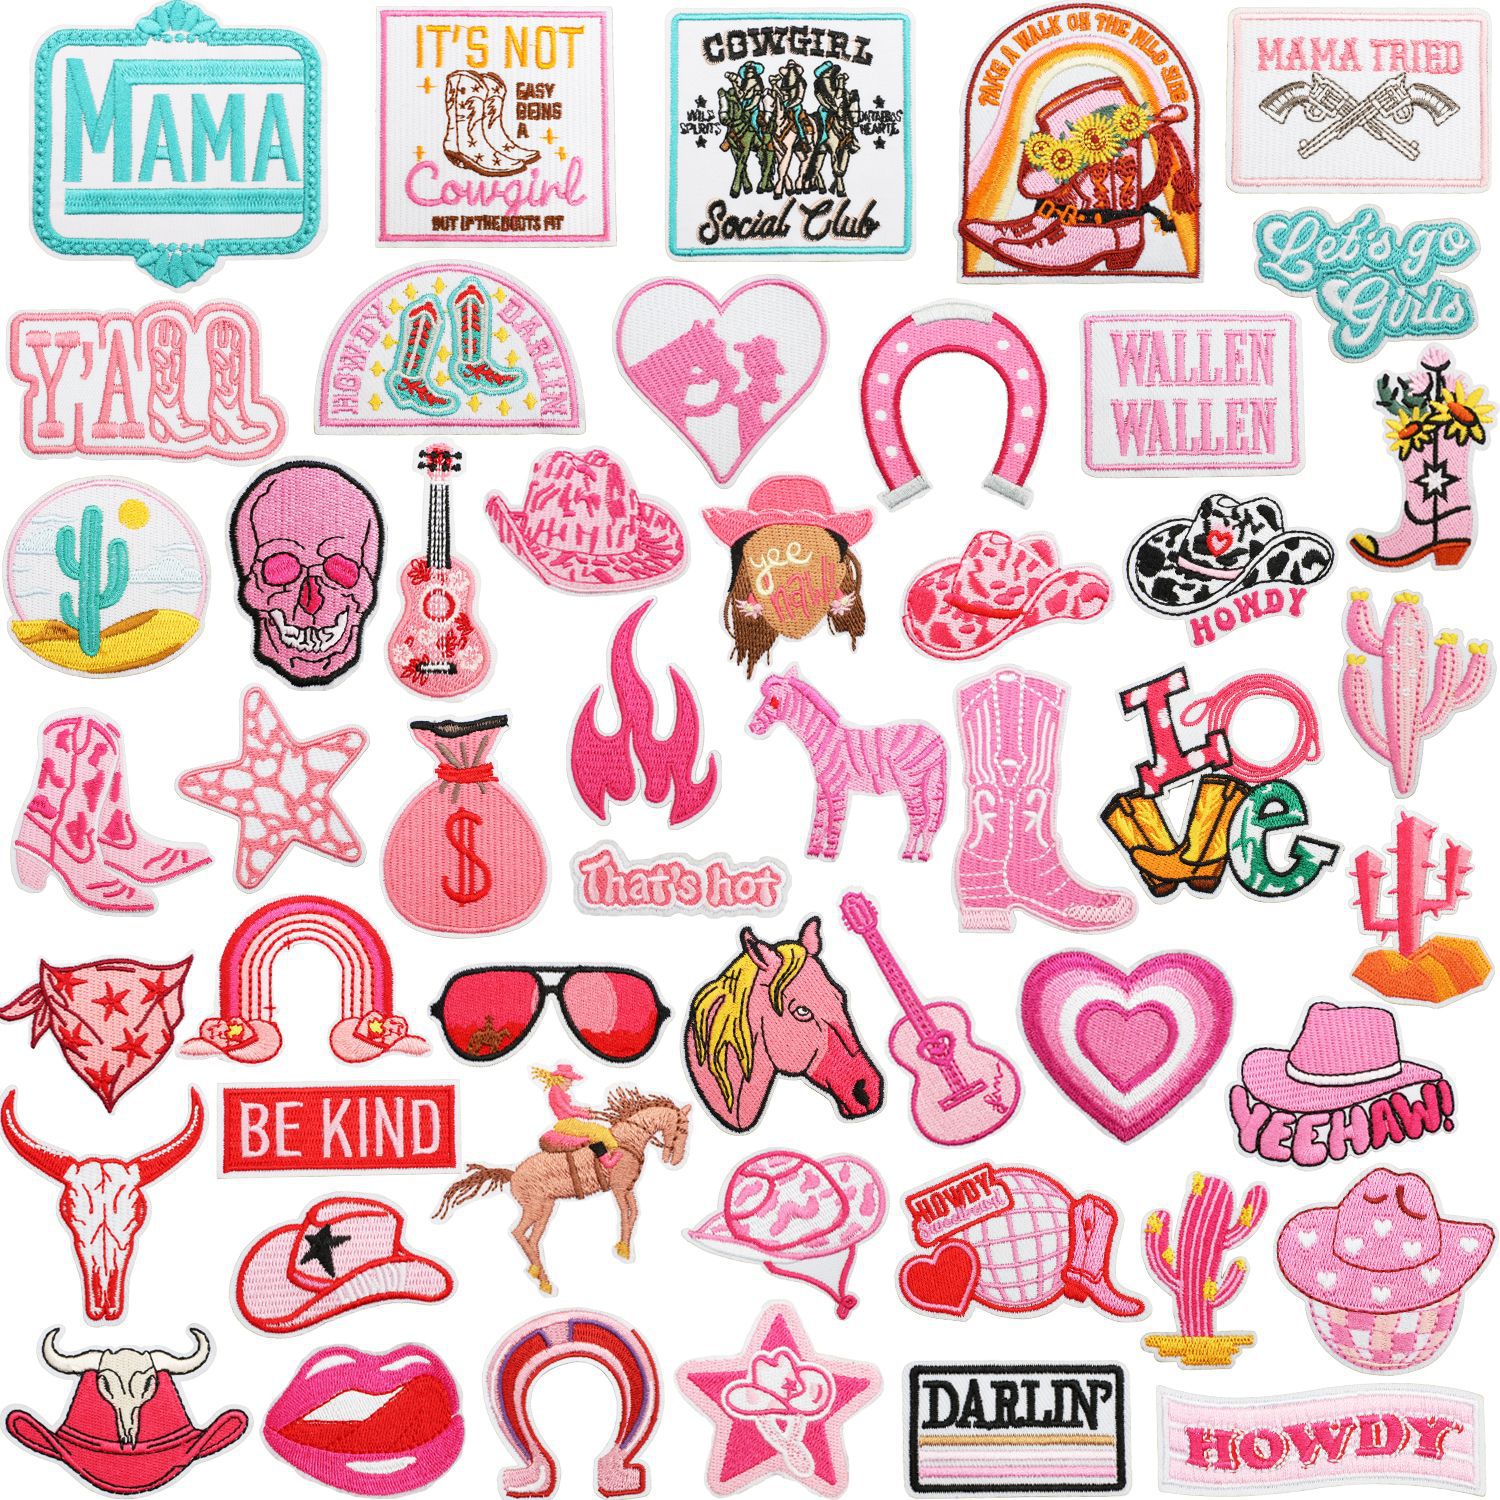 MAMA
IT'S NOT
EASY
BEING
A
Cowgirl
BUT IF THE BOOTS FIT
COWGIRL
WILD
SPIRITS
HEARTS
Social Club
TAKE A WALK ON THE WILD SIDE
MAMA TRIED
Let's go
Girls
Y'ALL
HOWDY DARLEN
WALLEN
WALLEN
yee
HAW!!
HOWDY
LOVE
$
That's hot
BE KIND
YEEHAW!
HOWDY
DARLIN'
HOWDY